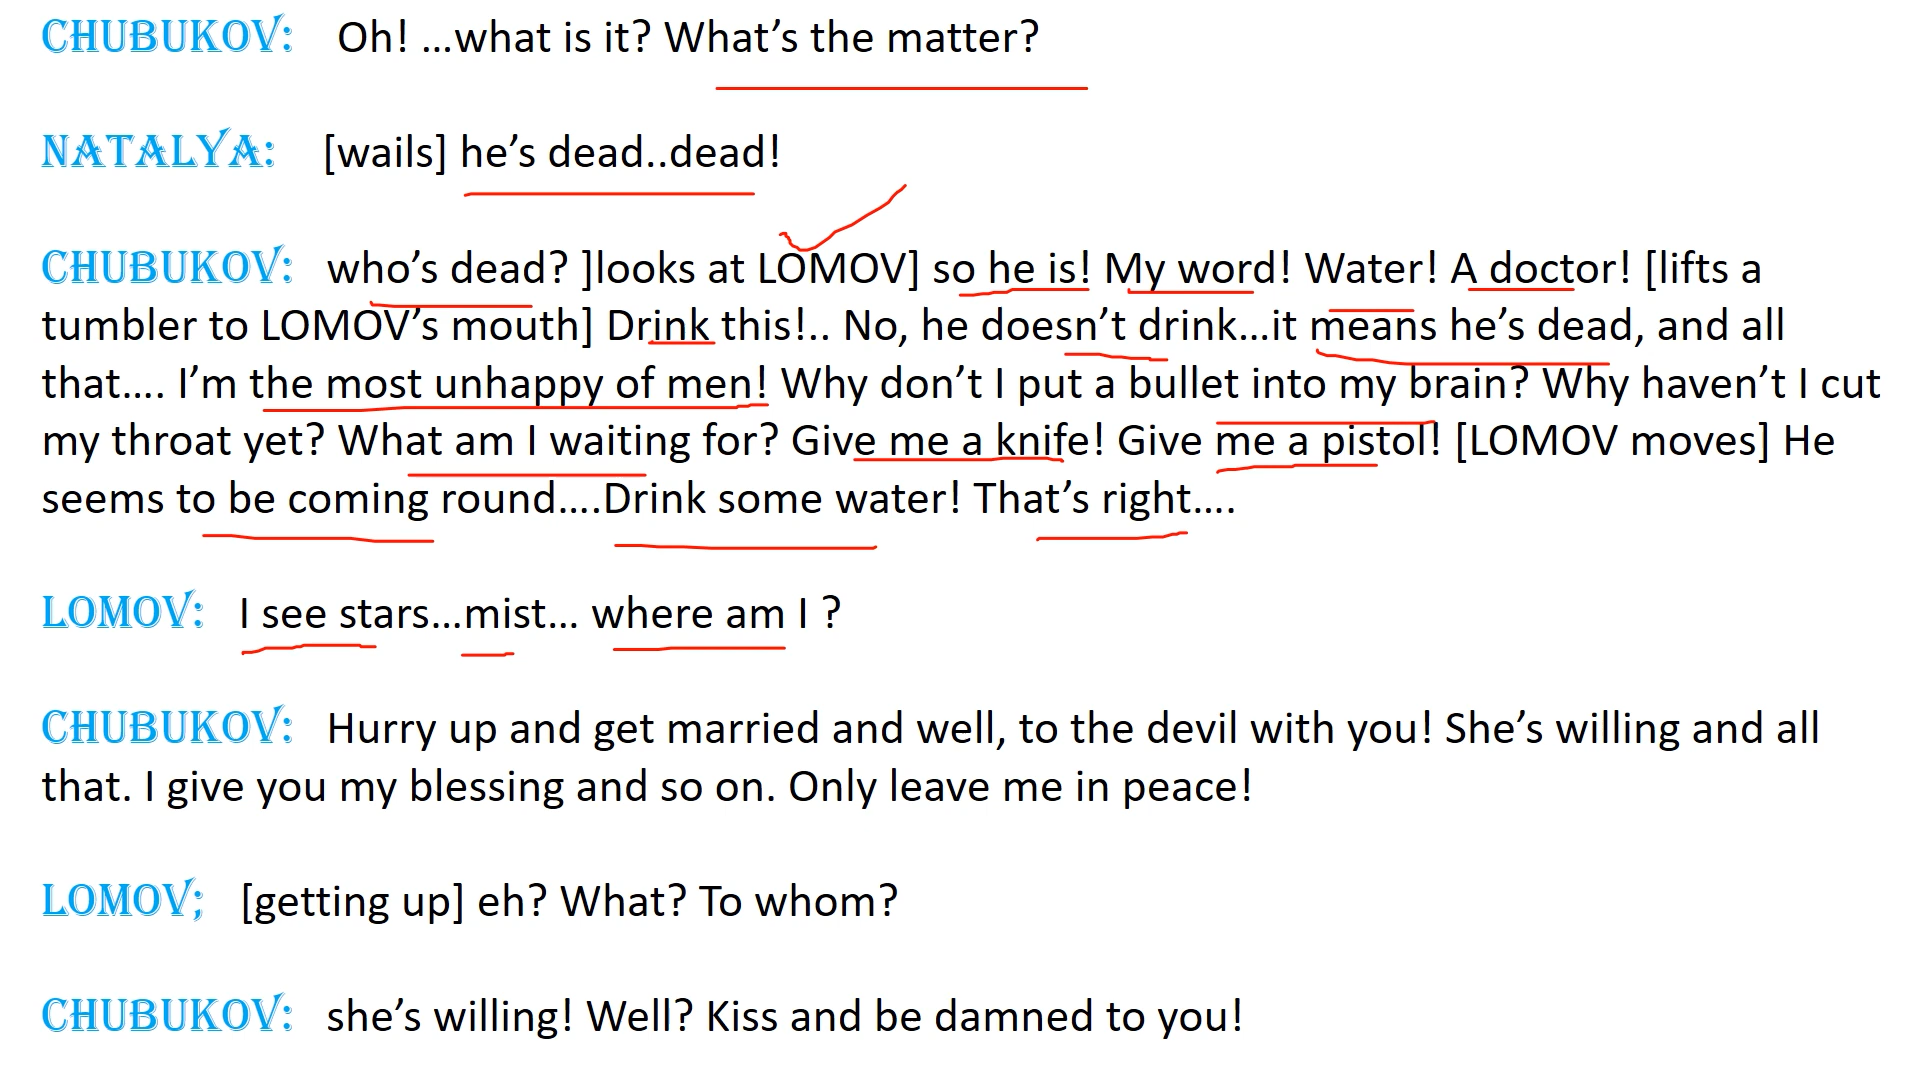 CHUBUKOV: Oh! ...what is it? What's the matter?
NATALYA: [wails] he's dead..dead!
CHUBUKOV: who's dead? ]looks at LOMOV] so he is! My word! Water! A doctor! [lifts a
tumbler to LOMOV's mouth] Drink this!.. No, he doesn't drink...it means he's dead, and all
that.... I'm the most unhappy of men! Why don't I put a bullet into my brain? Why haven't I cut
my throat yet? What am I waiting for? Give me a knife! Give me a pistol! [LOMOV moves] He
seems to be coming round....Drink some water! That's right....
LOMOV: I see stars...mist... where am I ?
CHUBUKOV: Hurry up and get married and well, to the devil with you! She's willing and all
that. I give you my blessing and so on. Only leave me in peace!
LOMOV; [getting up] eh? What? To whom?
CHUBUKOV: she's willing! Well? Kiss and be damned to you!